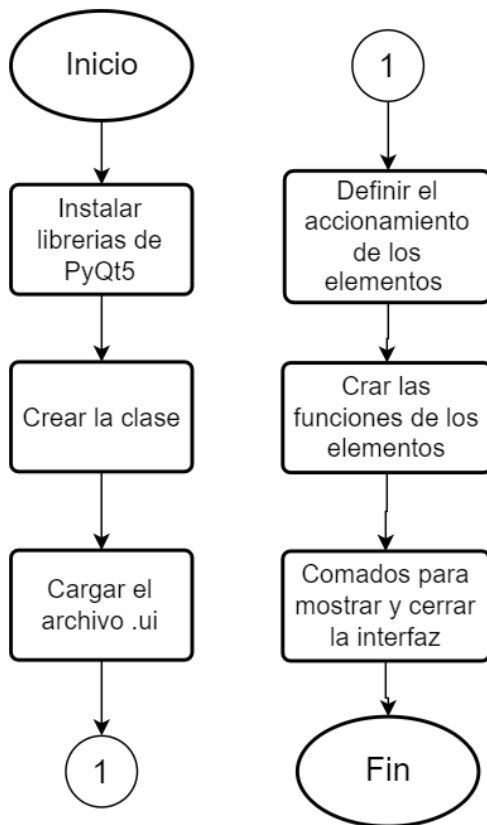 Inicio
Instalar
librerias de
PyQt5
Crear la clase
Cargar el
archivo .ui
1
1
Definir el
accionamiento
de los
elementos
Crar las
funciones de los
elementos
Comados para
mostrar y cerrar
la interfaz
Fin